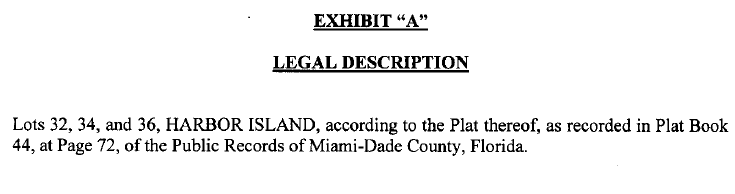 EXHIBIT “A”
LEGAL DESCRIPTION
Lots 32, 34, and 36, HARBOR ISLAND, according to the Plat thereof, as recorded in Plat Book
44, at Page 72, of the Public Records of Miami-Dade County, Florida.